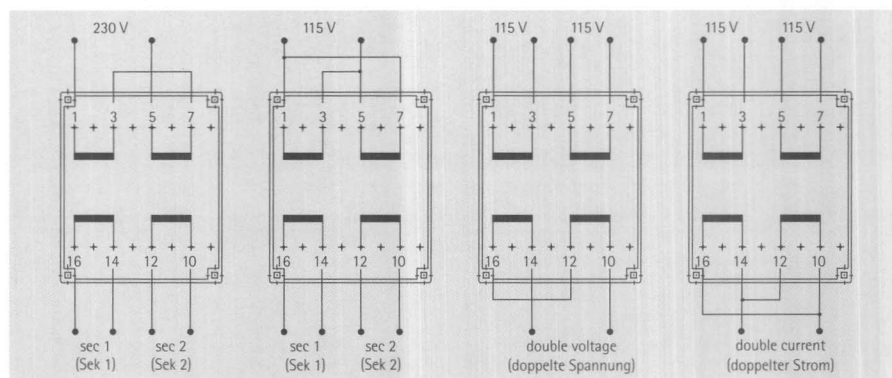 230 V 115 V 115 V 115 V 115 V 115 V
1 3 5 7 1 3 5 7 1 3 5 7 1 3 5 7
16 14 12 10 16 14 12 10 16 14 12 10 16 14 12 10
sec 1 sec 2 sec 1 sec 2 double voltage double current
(Sek 1) (Sek 2) (Sek 1) (Sek 2) (doppelte Spannung) (doppelter Strom)